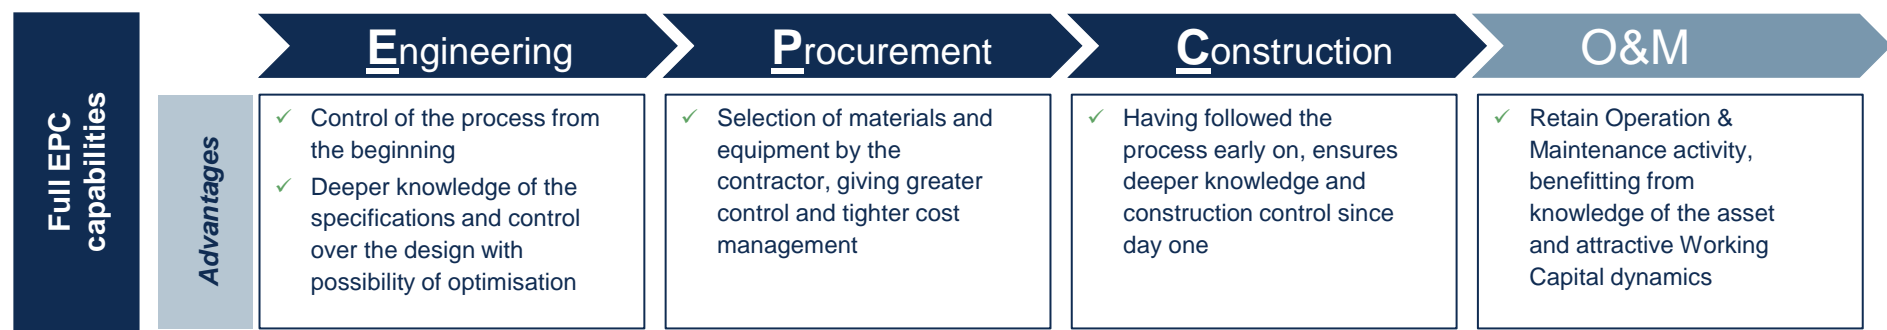 Full EPC
capabilities
Advantages
Engineering
✓ Control of the process from
the beginning
✓ Deeper knowledge of the
specifications and control
over the design with
possibility of optimisation
Procurement
✓ Selection of materials and
equipment by the
contractor, giving greater
control and tighter cost
management
Construction
✓ Having followed the
process early on, ensures
deeper knowledge and
construction control since
day one
O&M
✓ Retain Operation &
Maintenance activity,
benefitting from
knowledge of the asset
and attractive Working
Capital dynamics